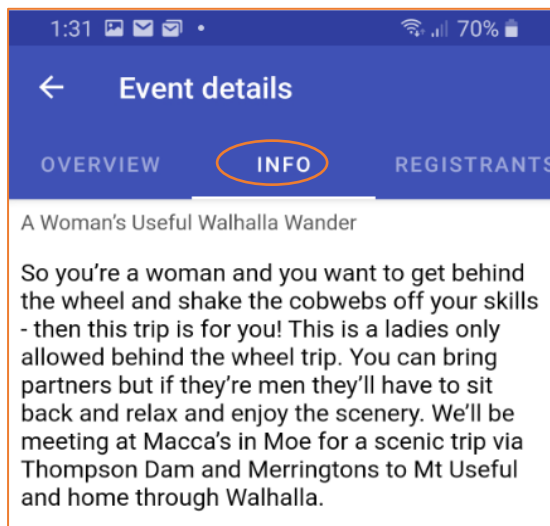 1:31 70%
Event details
OVERVIEW INFO REGISTRANTS
A Woman's Useful Walhalla Wander
So you're a woman and you want to get behind
the wheel and shake the cobwebs off your skills
- then this trip is for you! This is a ladies only
allowed behind the wheel trip. You can bring
partners but if they're men they'll have to sit
back and relax and enjoy the scenery. We'll be
meeting at Macca's in Moe for a scenic trip via
Thompson Dam and Merringtons to Mt Useful
and home through Walhalla.